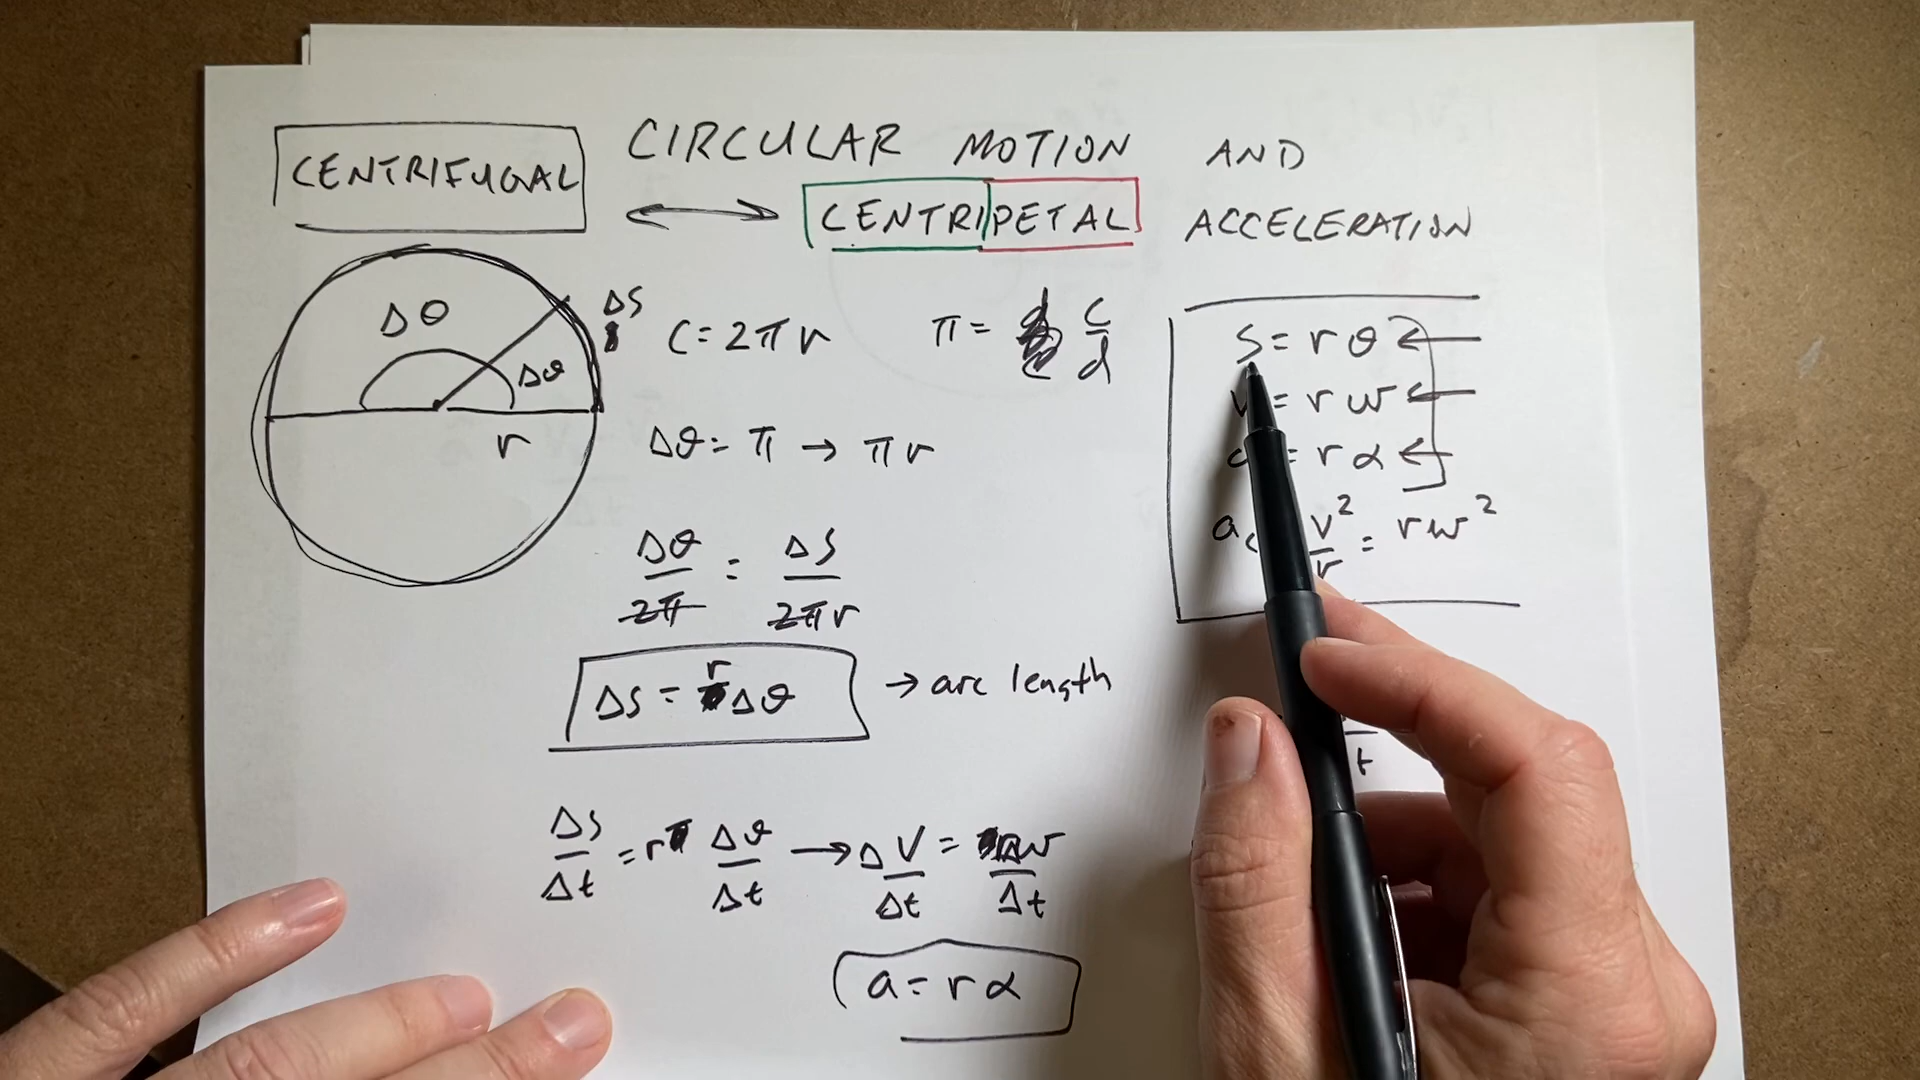 CENTRIFUGAL
CIRCULAR MOTION AND
CENTRIPETAL ACCELERATION
Δθ
ΔS
Δθ
r
C = 2πr
π = c/d
Δθ = π → πr
Δθ/2π = ΔS/2πr
ΔS = rΔθ → arc length
ΔS/Δt = r Δθ/Δt → ΔV/Δt = Δω/Δt
a = rα
S = rθ ←
v = rω ←
= rα ←
ac v²/r = rω²
t